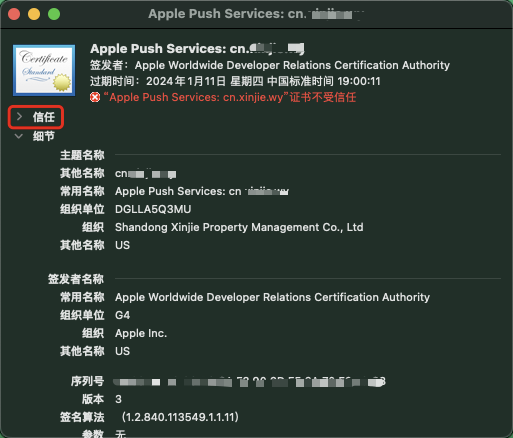 Apple Push Services: cn.
Certificate
Standard
Apple Push Services: cn.
签发者：Apple Worldwide Developer Relations Certification Authority
过期时间：2024年1月11日 星期四 中国标准时间 19:00:11
“Apple Push Services: cn.xinjie.wy”证书不受信任
信任
细节
主题名称
其他名称 cn
常用名称 Apple Push Services: cn
组织单位 DGLLA5Q3MU
组织 Shandong Xinjie Property Management Co., Ltd
其他名称 US
签发者名称
常用名称 Apple Worldwide Developer Relations Certification Authority
组织单位 G4
组织 Apple Inc.
其他名称 US
序列号
版本 3
签名算法 （1.2.840.113549.1.1.11）
参数 无